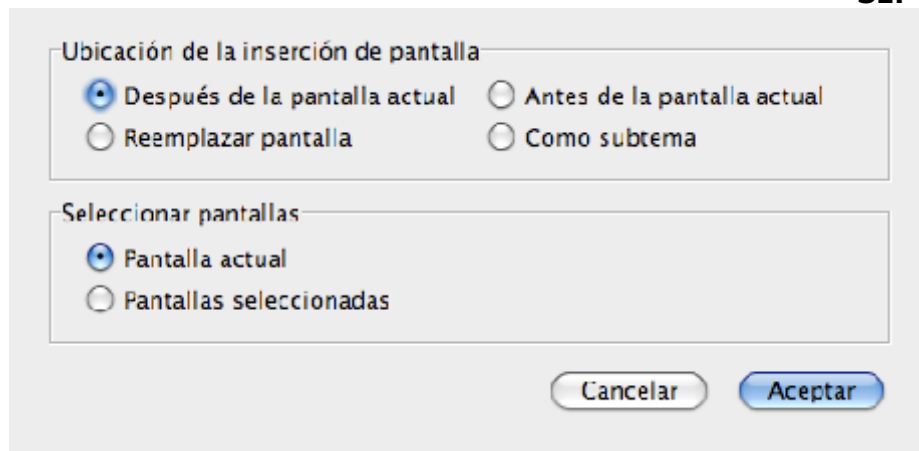 Ubicación de la inserción de pantalla
Después de la pantalla actual Antes de la pantalla actual
Reemplazar pantalla Como subtema
Seleccionar pantallas
Pantalla actual
Pantallas seleccionadas
Cancelar Aceptar